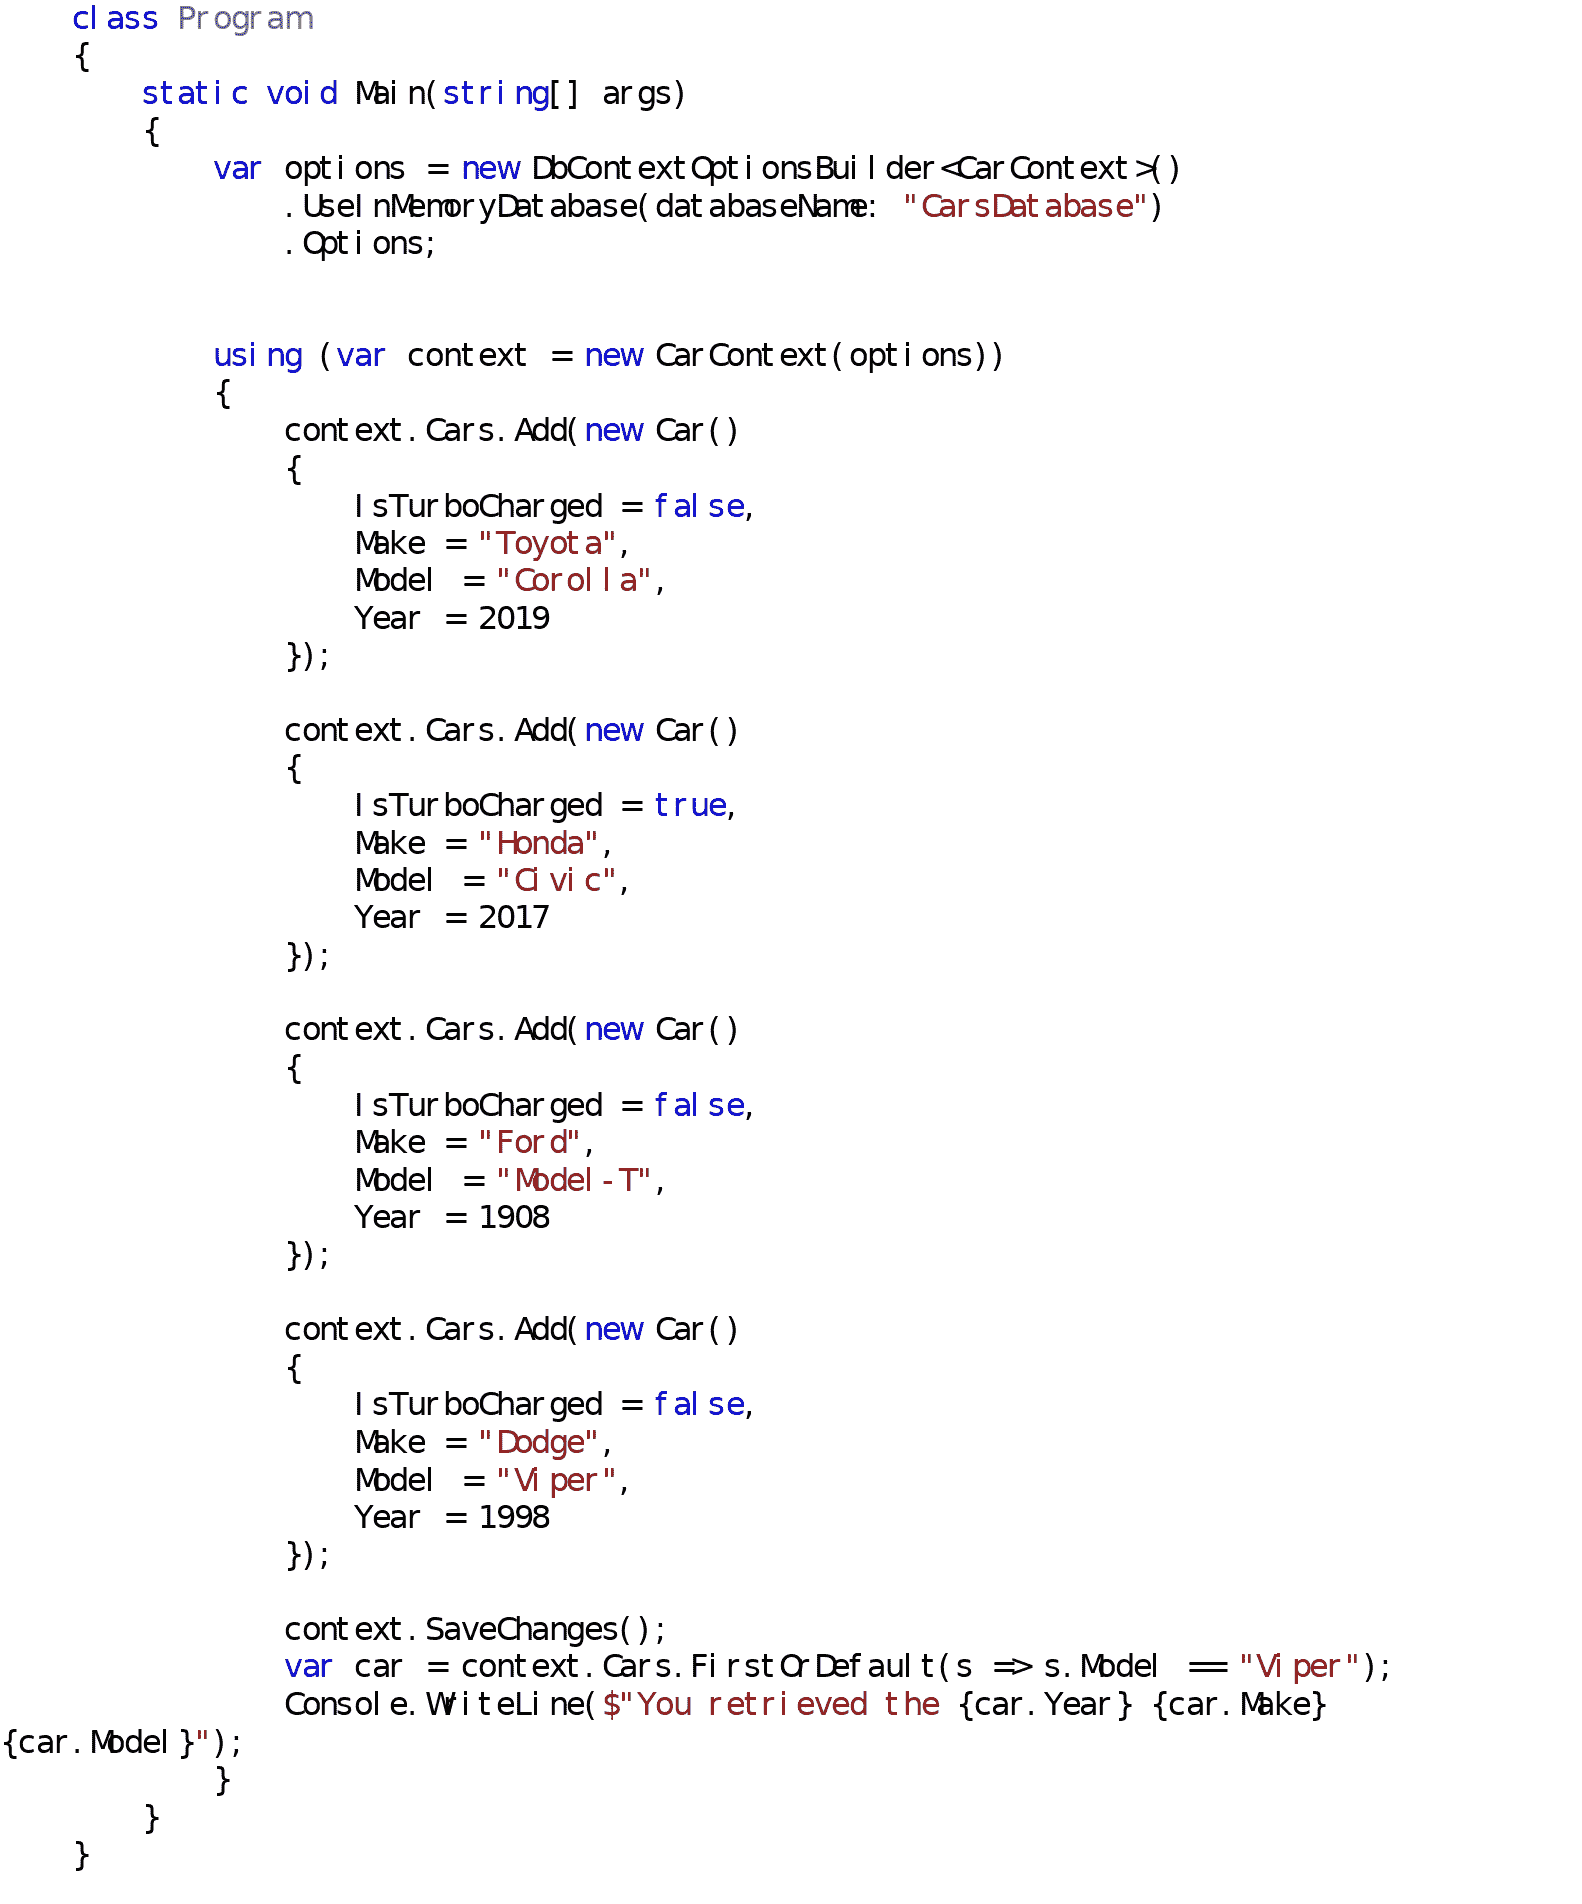 class Program
{
static void Main(string[] args)
{
var options = new DbContextOptionsBuilder<CarContext>()
.UseInMemoryDatabase(databaseName: "CarsDatabase")
.Options;
using (var context = new CarContext(options))
{
context.Cars.Add(new Car()
{
IsTurboCharged = false,
Make = "Toyota",
Model = "Corolla",
Year = 2019
});
context.Cars.Add(new Car()
{
IsTurboCharged = true,
Make = "Honda",
Model = "Civic",
Year = 2017
});
context.Cars.Add(new Car()
{
IsTurboCharged = false,
Make = "Ford",
Model = "Model-T",
Year = 1908
});
context.Cars.Add(new Car()
{
IsTurboCharged = false,
Make = "Dodge",
Model = "Viper",
Year = 1998
});
context.SaveChanges();
var car = context.Cars.FirstOrDefault(s => s.Model == "Viper");
Console.WriteLine($"You retrieved the {car.Year} {car.Make}
{car.Model}");
}
}
}